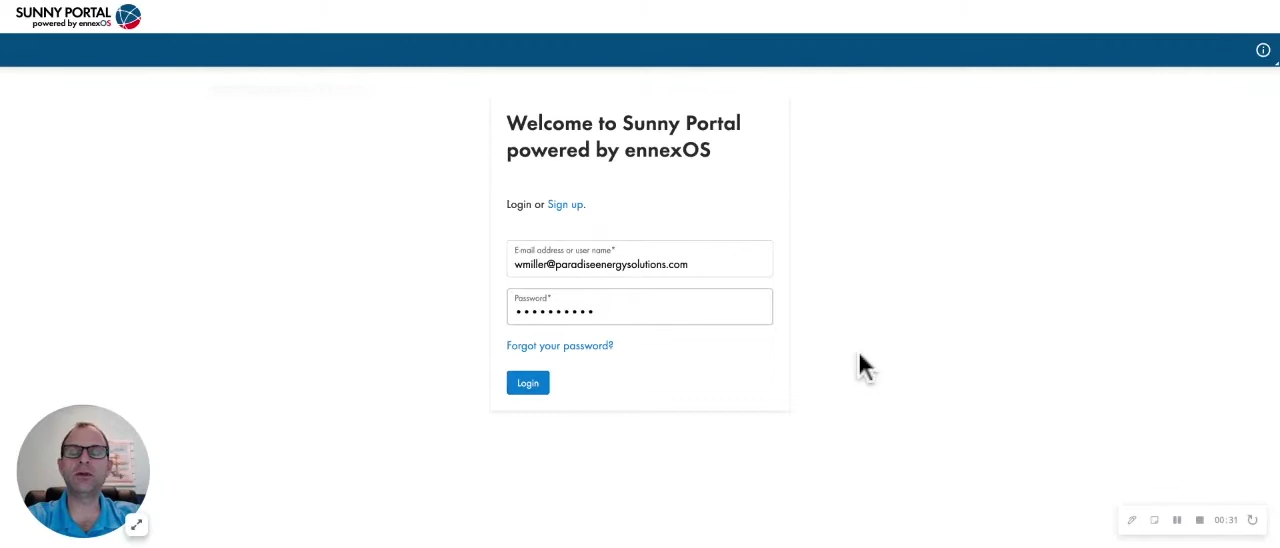 SUNNY PORTAL
powered by ennexOS
Welcome to Sunny Portal
powered by ennexOS
Login or Sign up.
E-mail address or user name*
wmiller@paradiseenergysolutions.com
Password*
••••••••••
Forgot your password?
Login
00:31